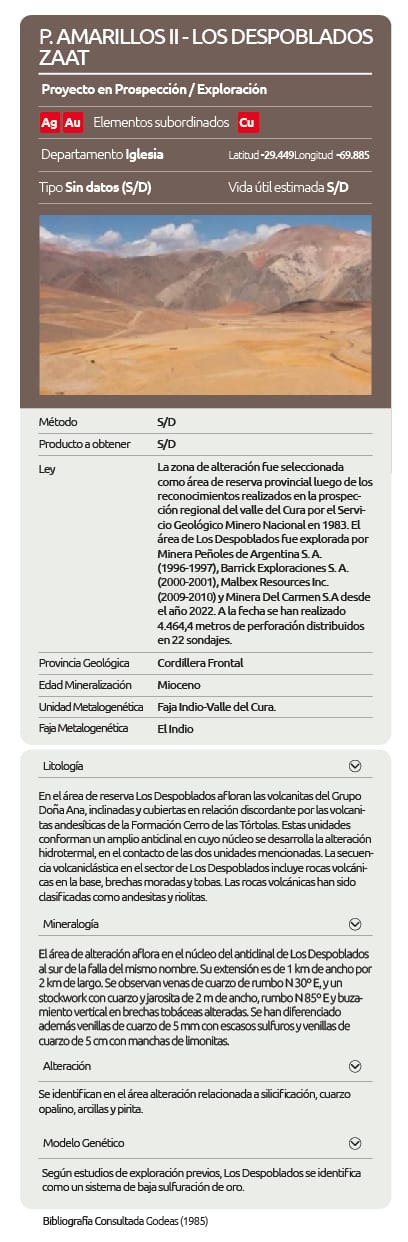 P. AMARILLOS II - LOS DESPOBLADOS
ZAAT
Proyecto en Prospección / Exploración
Ag Au Elementos subordinados Cu
Departamento Iglesia Latitud -29.449Longitud -69.885
Tipo Sin datos (S/D) Vida útil estimada S/D
Método S/D
Producto a obtener S/D
Ley La zona de alteración fue seleccionada
como área de reserva provincial luego de los
reconocimientos realizados en la prospec-
ción regional del valle del Cura por el Servi-
cio Geológico Minero Nacional en 1983. El
área de Los Despoblados fue explorada por
Minera Peñoles de Argentina S. A.
(1996-1997), Barrick Exploraciones S. A.
(2000-2001), Malbex Resources Inc.
(2009-2010) y Minera Del Carmen S.A desde
el año 2022. A la fecha se han realizado
4.464,4 metros de perforación distribuidos
en 22 sondajes.
Provincia Geológica Cordillera Frontal
Edad Mineralización Mioceno
Unidad Metalogenética Faja Indio-Valle del Cura.
Faja Metalogenética El Indio
Litología
En el área de reserva Los Despoblados afloran las volcanitas del Grupo
Doña Ana, inclinadas y cubiertas en relación discordante por las volcani-
tas andesíticas de la Formación Cerro de las Tórtolas. Estas unidades
conforman un amplio anticlinal en cuyo núcleo se desarrolla la alteración
hidrotermal, en el contacto de las dos unidades mencionadas. La secuen-
cia volcaniclástica en el sector de Los Despoblados incluye rocas volcáni-
cas en la base, brechas moradas y tobas. Las rocas volcánicas han sido
clasificadas como andesitas y riolitas.
Mineralogía
El área de alteración aflora en el núcleo del anticlinal de Los Despoblados
al sur de la falla del mismo nombre. Su extensión es de 1 km de ancho por
2 km de largo. Se observan venas de cuarzo de rumbo N 30º E, y un
stockwork con cuarzo y jarosita de 2 m de ancho, rumbo N 85º E y buza-
miento vertical en brechas tobáceas alteradas. Se han diferenciado
además venillas de cuarzo de 5 mm con escasos sulfuros y venillas de
cuarzo de 5 cm con manchas de limonitas.
Alteración
Se identifican en el área alteración relacionada a silicificación, cuarzo
opalino, arcillas y pirita.
Modelo Genético
Según estudios de exploración previos, Los Despoblados se identifica
como un sistema de baja sulfuración de oro.
Bibliografía Consultada Godeas (1985)